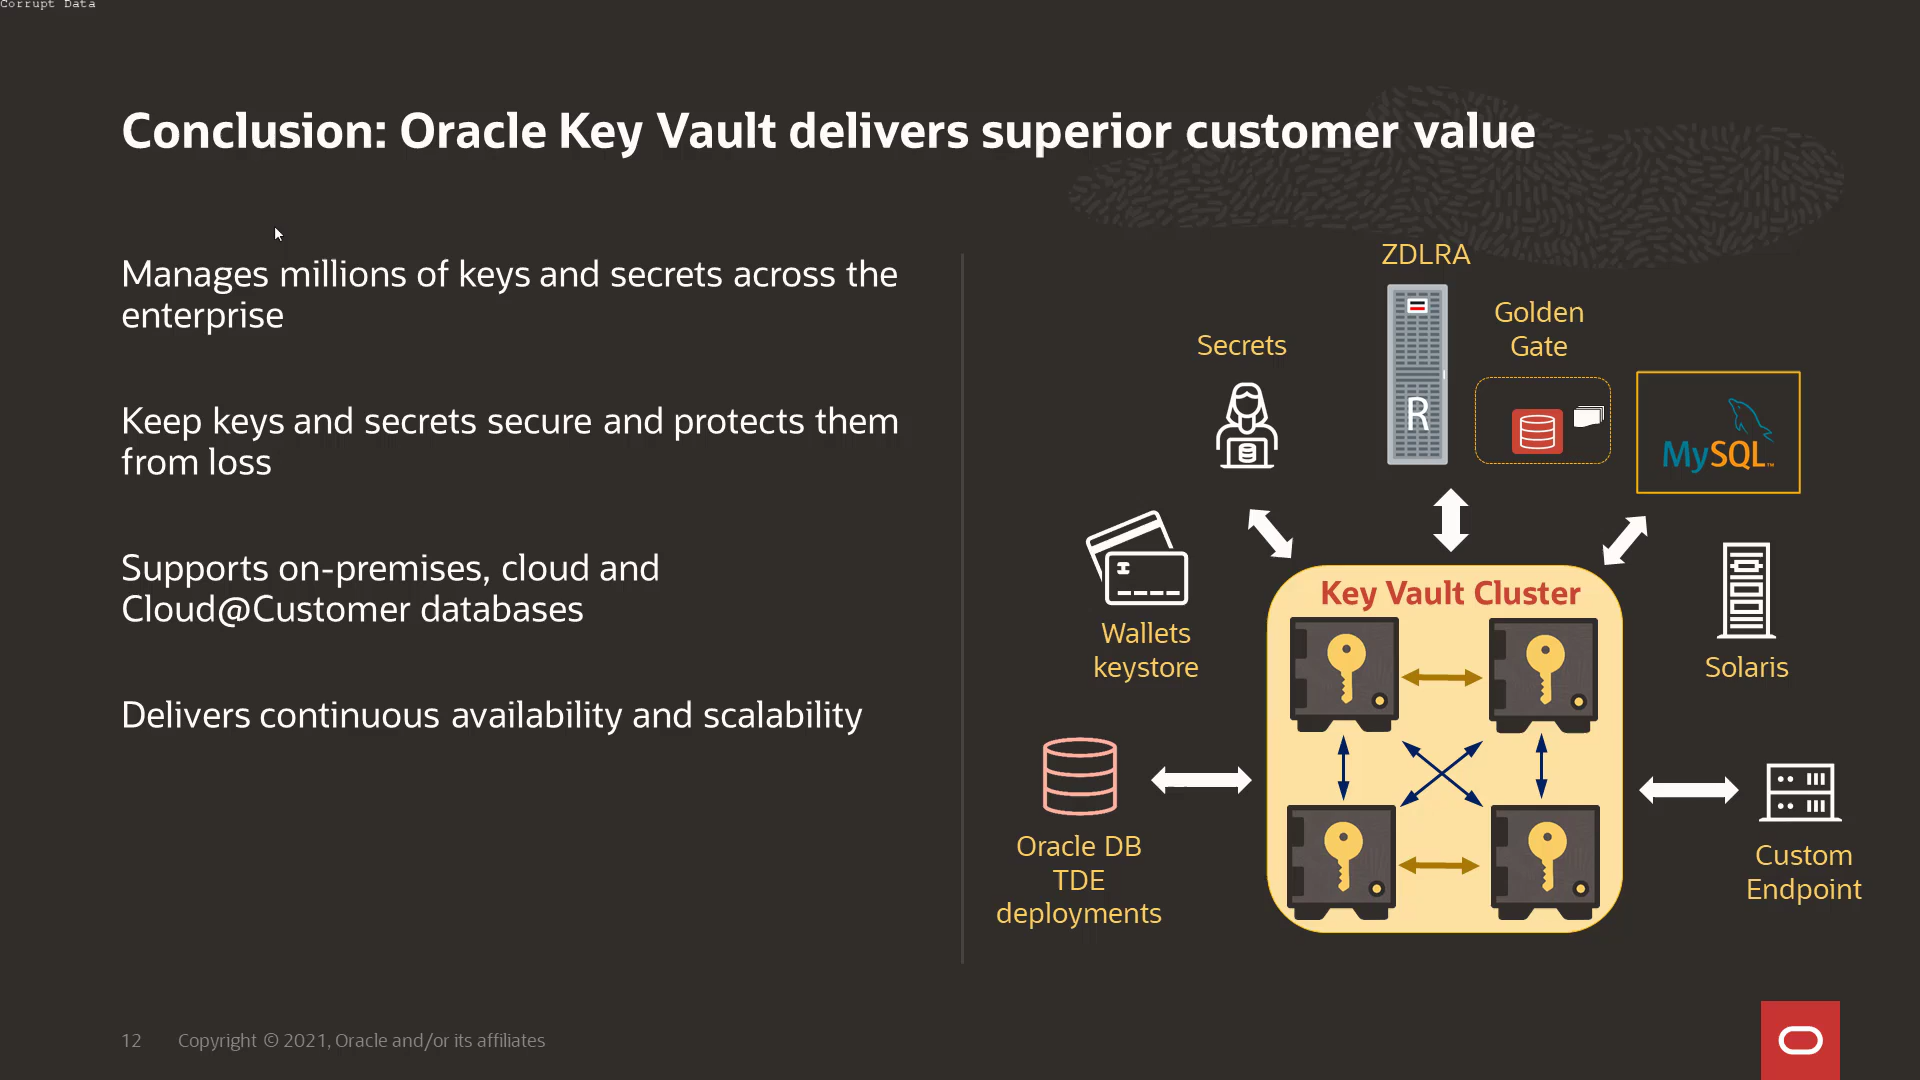 Corrupt Data
Conclusion: Oracle Key Vault delivers superior customer value
Manages millions of keys and secrets across the
enterprise
Keep keys and secrets secure and protects them
from loss
Supports on-premises, cloud and
Cloud@Customer databases
Delivers continuous availability and scalability
ZDLRA
Golden
Gate
Secrets
R
MySQL™
Key Vault Cluster
Wallets
keystore
Solaris
Oracle DB
TDE
deployments
Custom
Endpoint
12 Copyright © 2021, Oracle and/or its affiliates